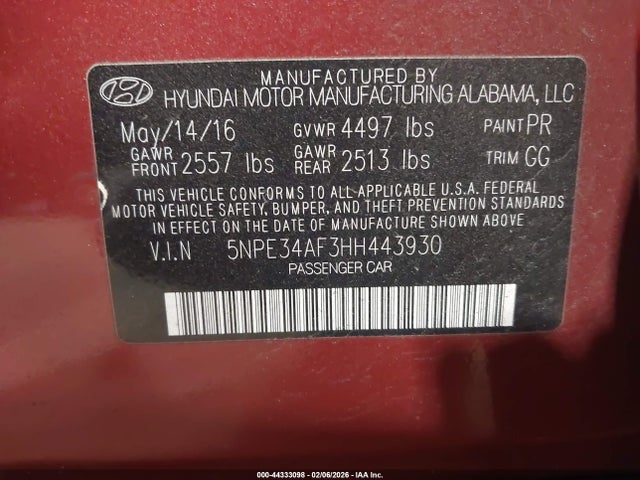 MANUFACTURED BY
HYUNDAI MOTOR MANUFACTURING ALABAMA, LLC
May/14/16 GVWR 4497 lbs PAINT PR
GAWR FRONT 2557 lbs GAWR REAR 2513 lbs TRIM GG
THIS VEHICLE CONFORMS TO ALL APPLICABLE U.S.A. FEDERAL
MOTOR VEHICLE SAFETY, BUMPER, AND THEFT PREVENTION STANDARDS
IN EFFECT ON THE DATE OF MANUFACTURE SHOWN ABOVE.
V.I.N 5NPE34AF3HH443930
PASSENGER CAR
000-44333098 - 02/06/2026 - IAA Inc.